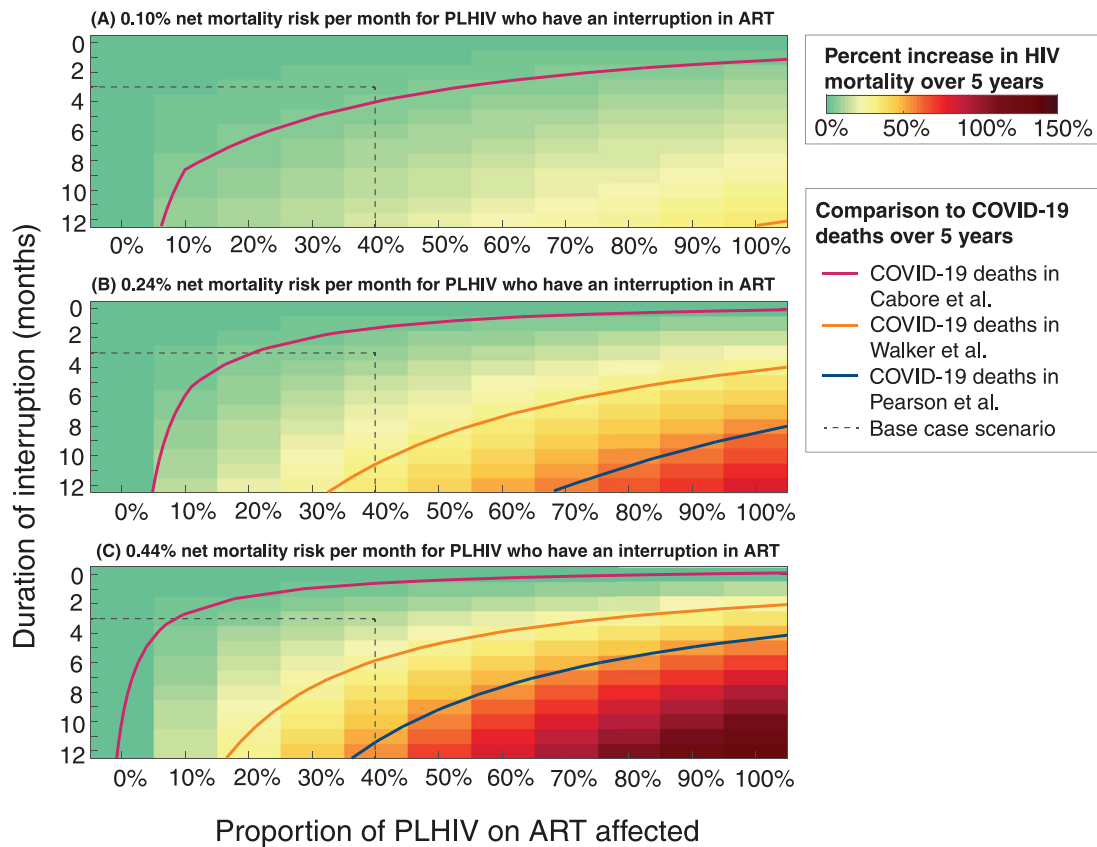 (A) 0.10% net mortality risk per month for PLHIV who have an interruption in ART
0
2
4
6
8
10
12
0% 10% 20% 30% 40% 50% 60% 70% 80% 90% 100%
(B) 0.24% net mortality risk per month for PLHIV who have an interruption in ART
0
2
4
6
8
10
12
0% 10% 20% 30% 40% 50% 60% 70% 80% 90% 100%
(C) 0.44% net mortality risk per month for PLHIV who have an interruption in ART
0
2
4
6
8
10
12
0% 10% 20% 30% 40% 50% 60% 70% 80% 90% 100%
Duration of interruption (months)
Proportion of PLHIV on ART affected
Percent increase in HIV
mortality over 5 years
0% 50% 100% 150%
Comparison to COVID-19
deaths over 5 years
COVID-19 deaths in
Cabore et al.
COVID-19 deaths in
Walker et al.
COVID-19 deaths in
Pearson et al.
Base case scenario